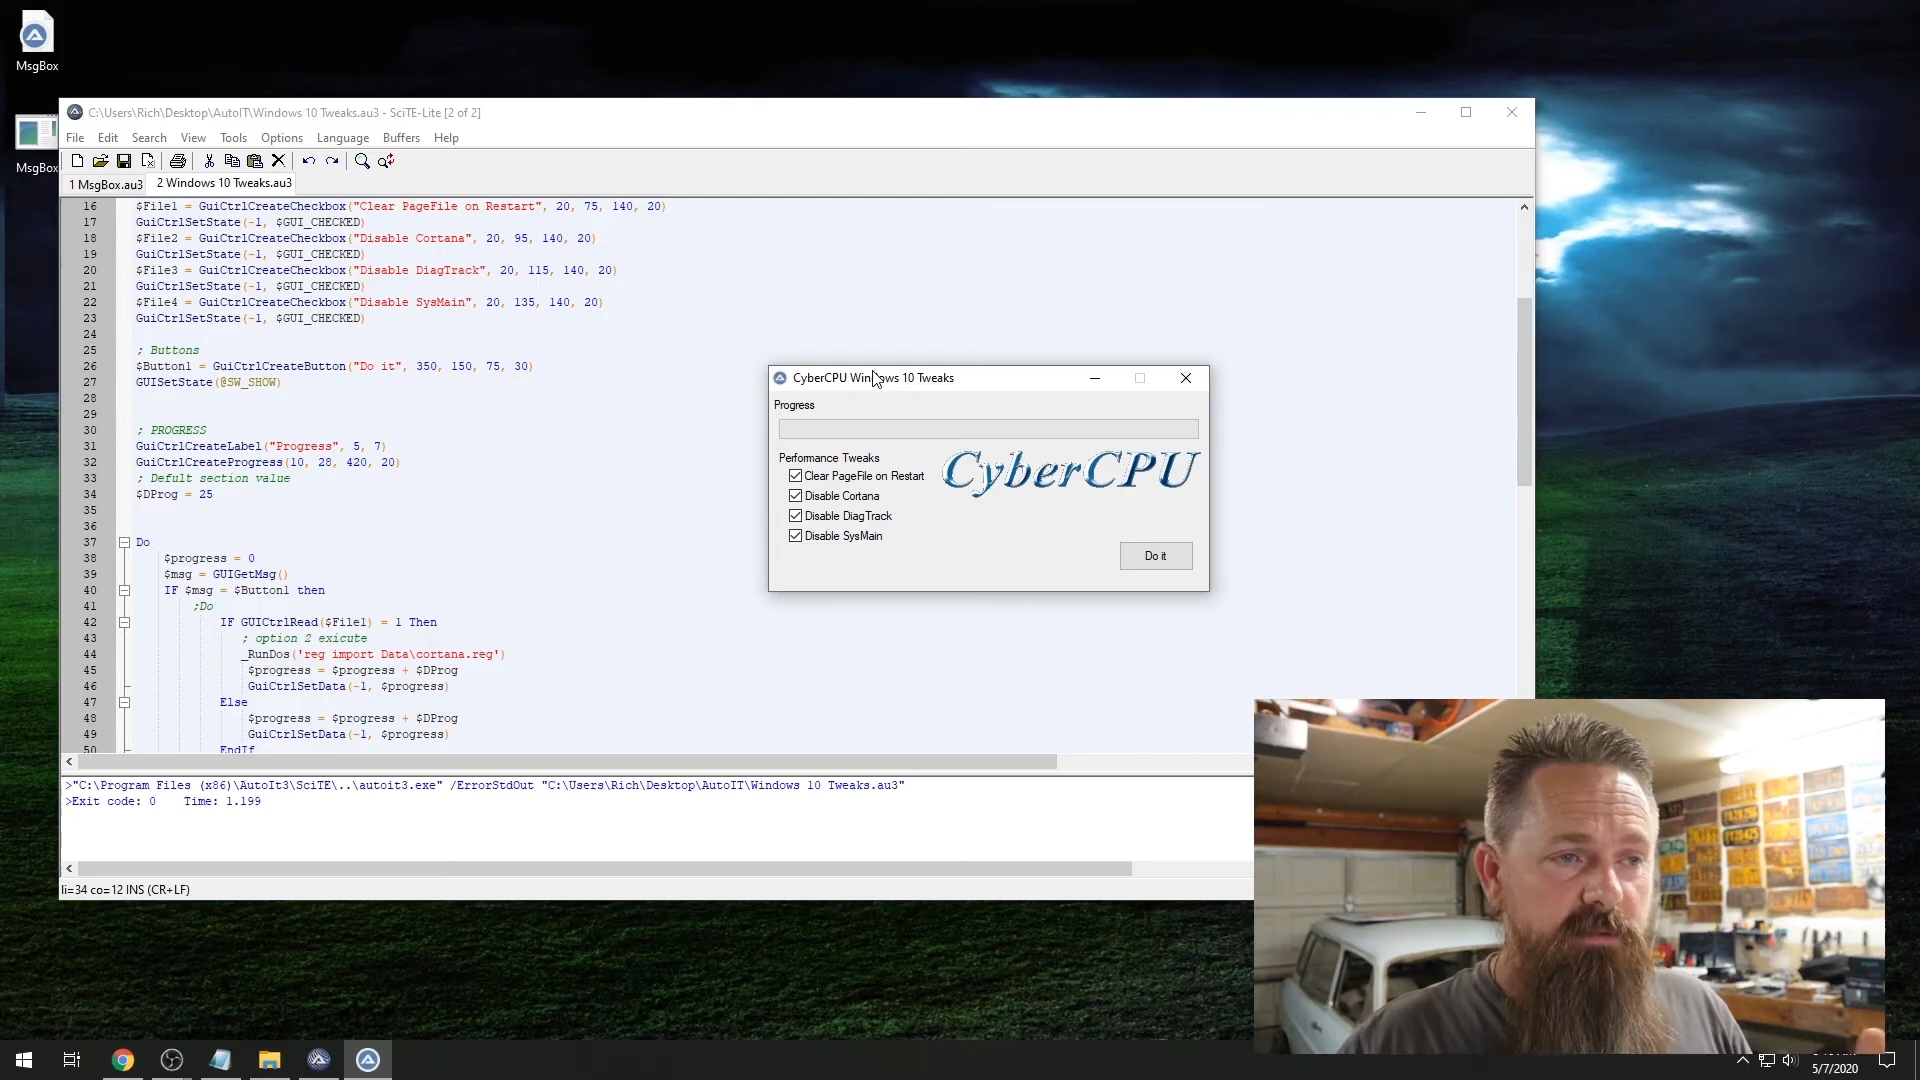 MsgBox
MsgBox
C:\Users\Rich\Desktop\AutoIT\Windows 10 Tweaks.au3 - SciTE-Lite [2 of 2]
File Edit Search View Tools Options Language Buffers Help
1 MsgBox.au3 2 Windows 10 Tweaks.au3
16 $File1 = GuiCtrlCreateCheckbox("Clear PageFile on Restart", 20, 75, 140, 20)
17 GuiCtrlSetState(-1, $GUI_CHECKED)
18 $File2 = GuiCtrlCreateCheckbox("Disable Cortana", 20, 95, 140, 20)
19 GuiCtrlSetState(-1, $GUI_CHECKED)
20 $File3 = GuiCtrlCreateCheckbox("Disable DiagTrack", 20, 115, 140, 20)
21 GuiCtrlSetState(-1, $GUI_CHECKED)
22 $File4 = GuiCtrlCreateCheckbox("Disable SysMain", 20, 135, 140, 20)
23 GuiCtrlSetState(-1, $GUI_CHECKED)
24
25 ; Buttons
26 $Button1 = GuiCtrlCreateButton("Do it", 350, 150, 75, 30)
27 GUISetState(@SW_SHOW)
28
29
30 ; PROGRESS
31 GuiCtrlCreateLabel("Progress", 5, 7)
32 GuiCtrlCreateProgress(10, 28, 420, 20)
33 ; Defult section value
34 $DProg = 25
35
36
37 Do
38 $progress = 0
39 $msg = GUIGetMsg()
40 IF $msg = $Button1 then
41 ;Do
42 IF GUICtrlRead($File1) = 1 Then
43 ; option 2 exicute
44 _RunDos('reg import Data\cortana.reg')
45 $progress = $progress + $DProg
46 GuiCtrlSetData(-1, $progress)
47 Else
48 $progress = $progress + $DProg
49 GuiCtrlSetData(-1, $progress)
50 EndIf
CyberCPU Windows 10 Tweaks
Progress
Performance Tweaks
Clear PageFile on Restart
Disable Cortana
Disable DiagTrack
Disable SysMain
CyberCPU
Do it
>"C:\Program Files (x86)\AutoIt3\SciTE\..\autoit3.exe" /ErrorStdOut "C:\Users\Rich\Desktop\AutoIT\Windows 10 Tweaks.au3"
>Exit code: 0 Time: 1.199
li=34 co=12 INS (CR+LF)
5/7/2020